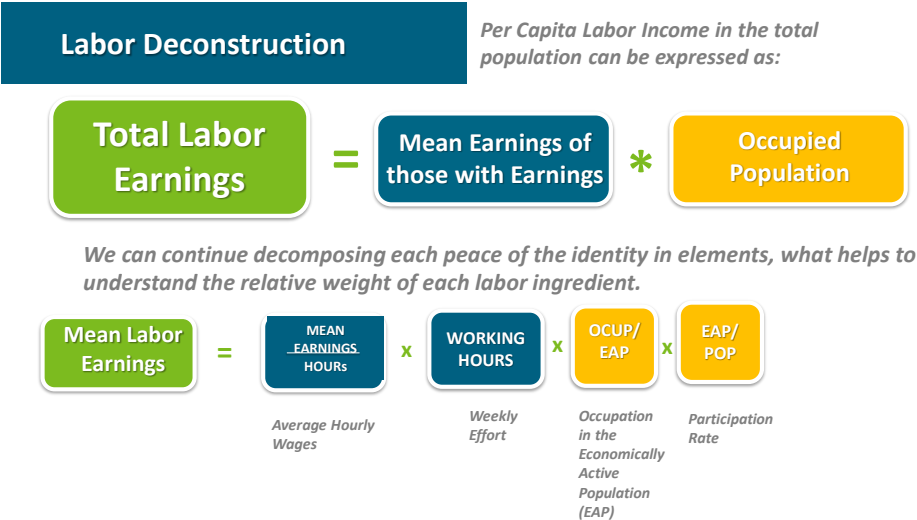 Labor Deconstruction
Per Capita Labor Income in the total
population can be expressed as:
Total Labor
Earnings
=
Mean Earnings of
those with Earnings
*
Occupied
Population
We can continue decomposing each peace of the identity in elements, what helps to
understand the relative weight of each labor ingredient.
Mean Labor
Earnings
=
MEAN
EARNINGS
HOURs
x
WORKING
HOURS
x
OCUP/
EAP
x
EAP/
POP
Average Hourly
Wages
Weekly
Effort
Occupation
in the
Economically
Active
Population
(EAP)
Participation
Rate